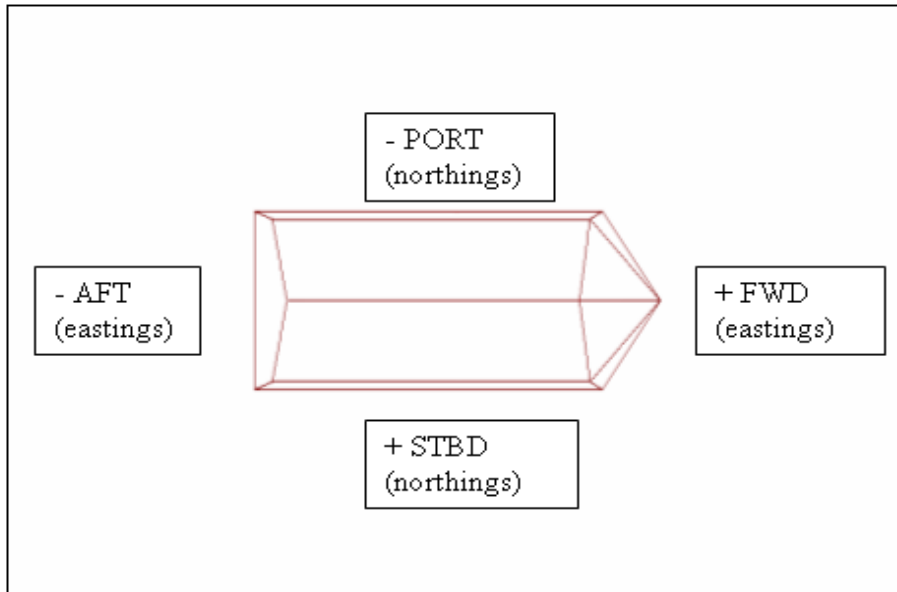 - PORT
(northings)
- AFT
(eastings)
+ FWD
(eastings)
+ STBD
(northings)